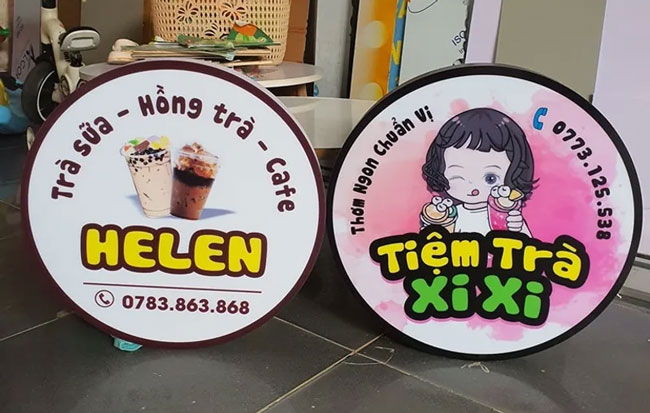 Trà sữa - Hồng trà - Cafe
HELEN
0783.863.868
Thơm Ngon Chuẩn Vị
0773.125.538
Tiệm Trà
Xi Xi